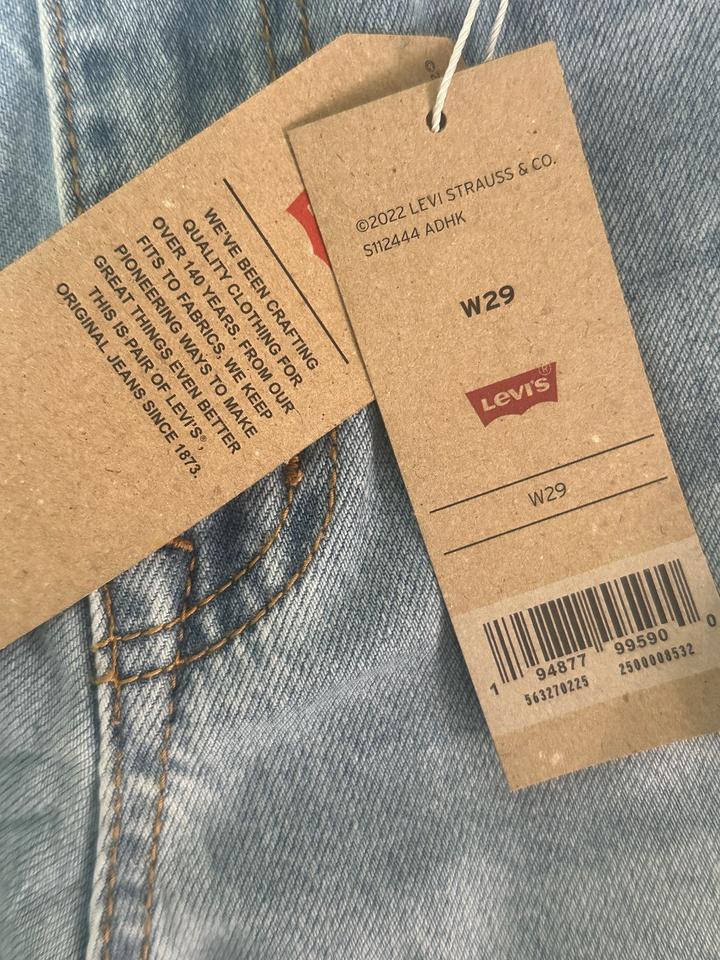 WE'VE BEEN CRAFTING
QUALITY CLOTHING FOR
OVER 140 YEARS. FROM OUR
FITS TO FABRICS, WE KEEP
PIONEERING WAYS TO MAKE
GREAT THINGS EVEN BETTER
THIS IS PAIR OF LEVI'S®,
ORIGINAL JEANS SINCE 1873.
©2022 LEVI STRAUSS & CO.
S112444 ADHK
W29
Levi's®
W29
1 94877 99590 0
563270225 2500008532